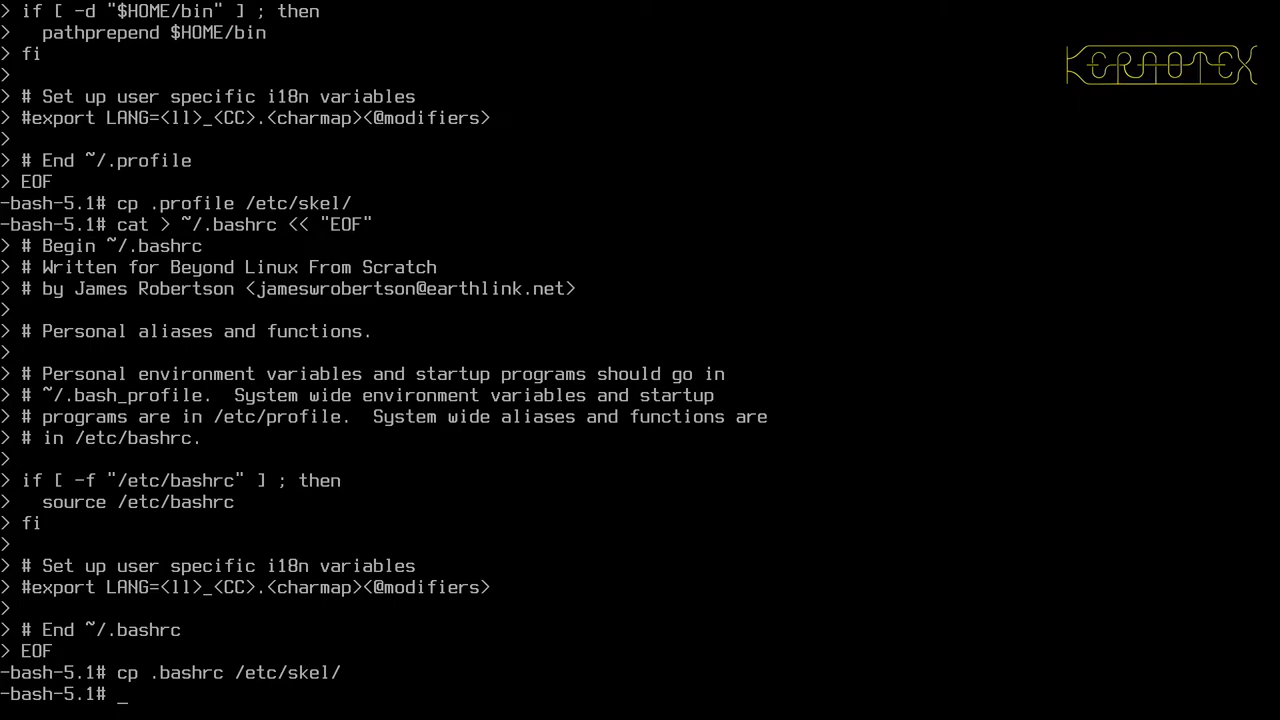 > if [ -d "$HOME/bin" ] ; then
>   pathprepend $HOME/bin
> fi
>
> # Set up user specific i18n variables
> #export LANG=<ll>_<CC>.<charmap><@modifiers>
>
> # End ~/.profile
> EOF
-bash-5.1# cp .profile /etc/skel/
-bash-5.1# cat > ~/.bashrc << "EOF"
> # Begin ~/.bashrc
> # Written for Beyond Linux From Scratch
> # by James Robertson <jameswrobertson@earthlink.net>
>
> # Personal aliases and functions.
>
> # Personal environment variables and startup programs should go in
> # ~/.bash_profile.  System wide environment variables and startup
> # programs are in /etc/profile.  System wide aliases and functions are
> # in /etc/bashrc.
>
> if [ -f "/etc/bashrc" ] ; then
>   source /etc/bashrc
> fi
>
> # Set up user specific i18n variables
> #export LANG=<ll>_<CC>.<charmap><@modifiers>
>
> # End ~/.bashrc
> EOF
-bash-5.1# cp .bashrc /etc/skel/
-bash-5.1# _
KERNOTEX